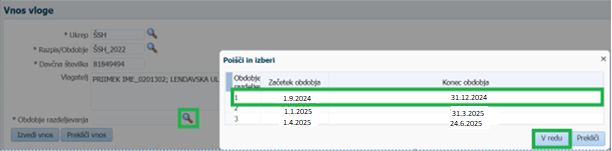 Vnos vloge
* Ukrep ŠSH
* Razpis/Obdobje ŠSH_2022
* Davčna številka 81849494
Vlagatelj PRIIMEK IME_0201302; LENDAVSKA UL
* Obdobje razdeljevanja
Izvedi vnos Prekliči vnos
Poišči in izberi
Obdobje razdelje Začetek obdobja Konec obdobja
1 1.9.2024 31.12.2024
2 1.1.2025 31.3.2025
3 1.4.2025 24.6.2025
V redu Prekliči